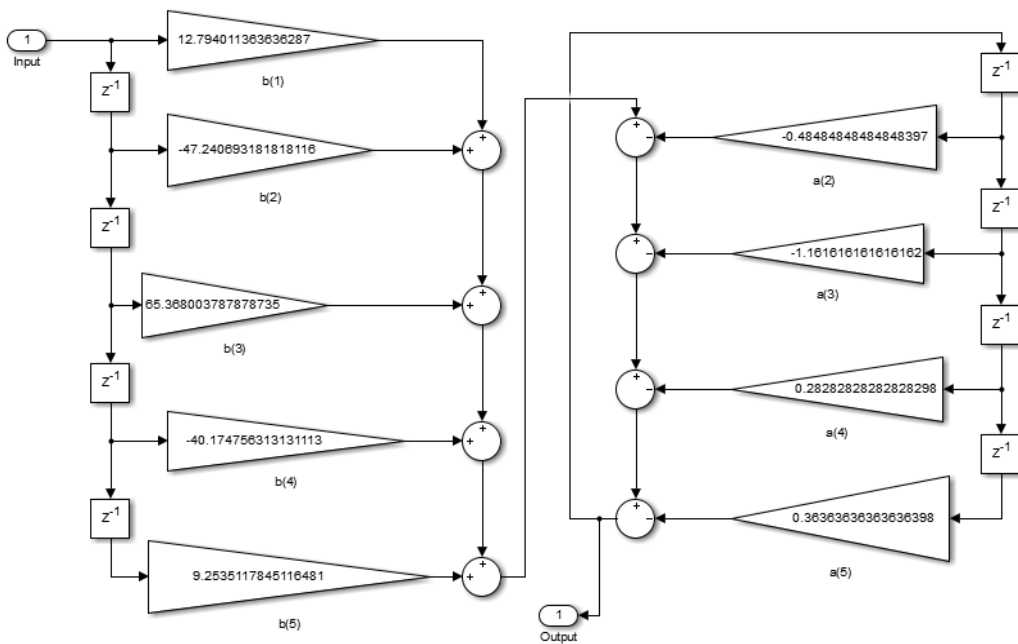 1
Input
12.794011363636287
b(1)
z-1
-47.240693181818116
b(2)
z-1
65.368003787878735
b(3)
z-1
-40.174756313131113
b(4)
z-1
9.2535117845116481
b(5)
+
+
+
+
+
+
+
+
z-1
+
−
-0.48484848484848397
a(2)
z-1
+
−
-1.161616161616162
a(3)
z-1
+
−
0.28282828282828298
a(4)
z-1
+
−
0.36363636363636398
a(5)
1
Output